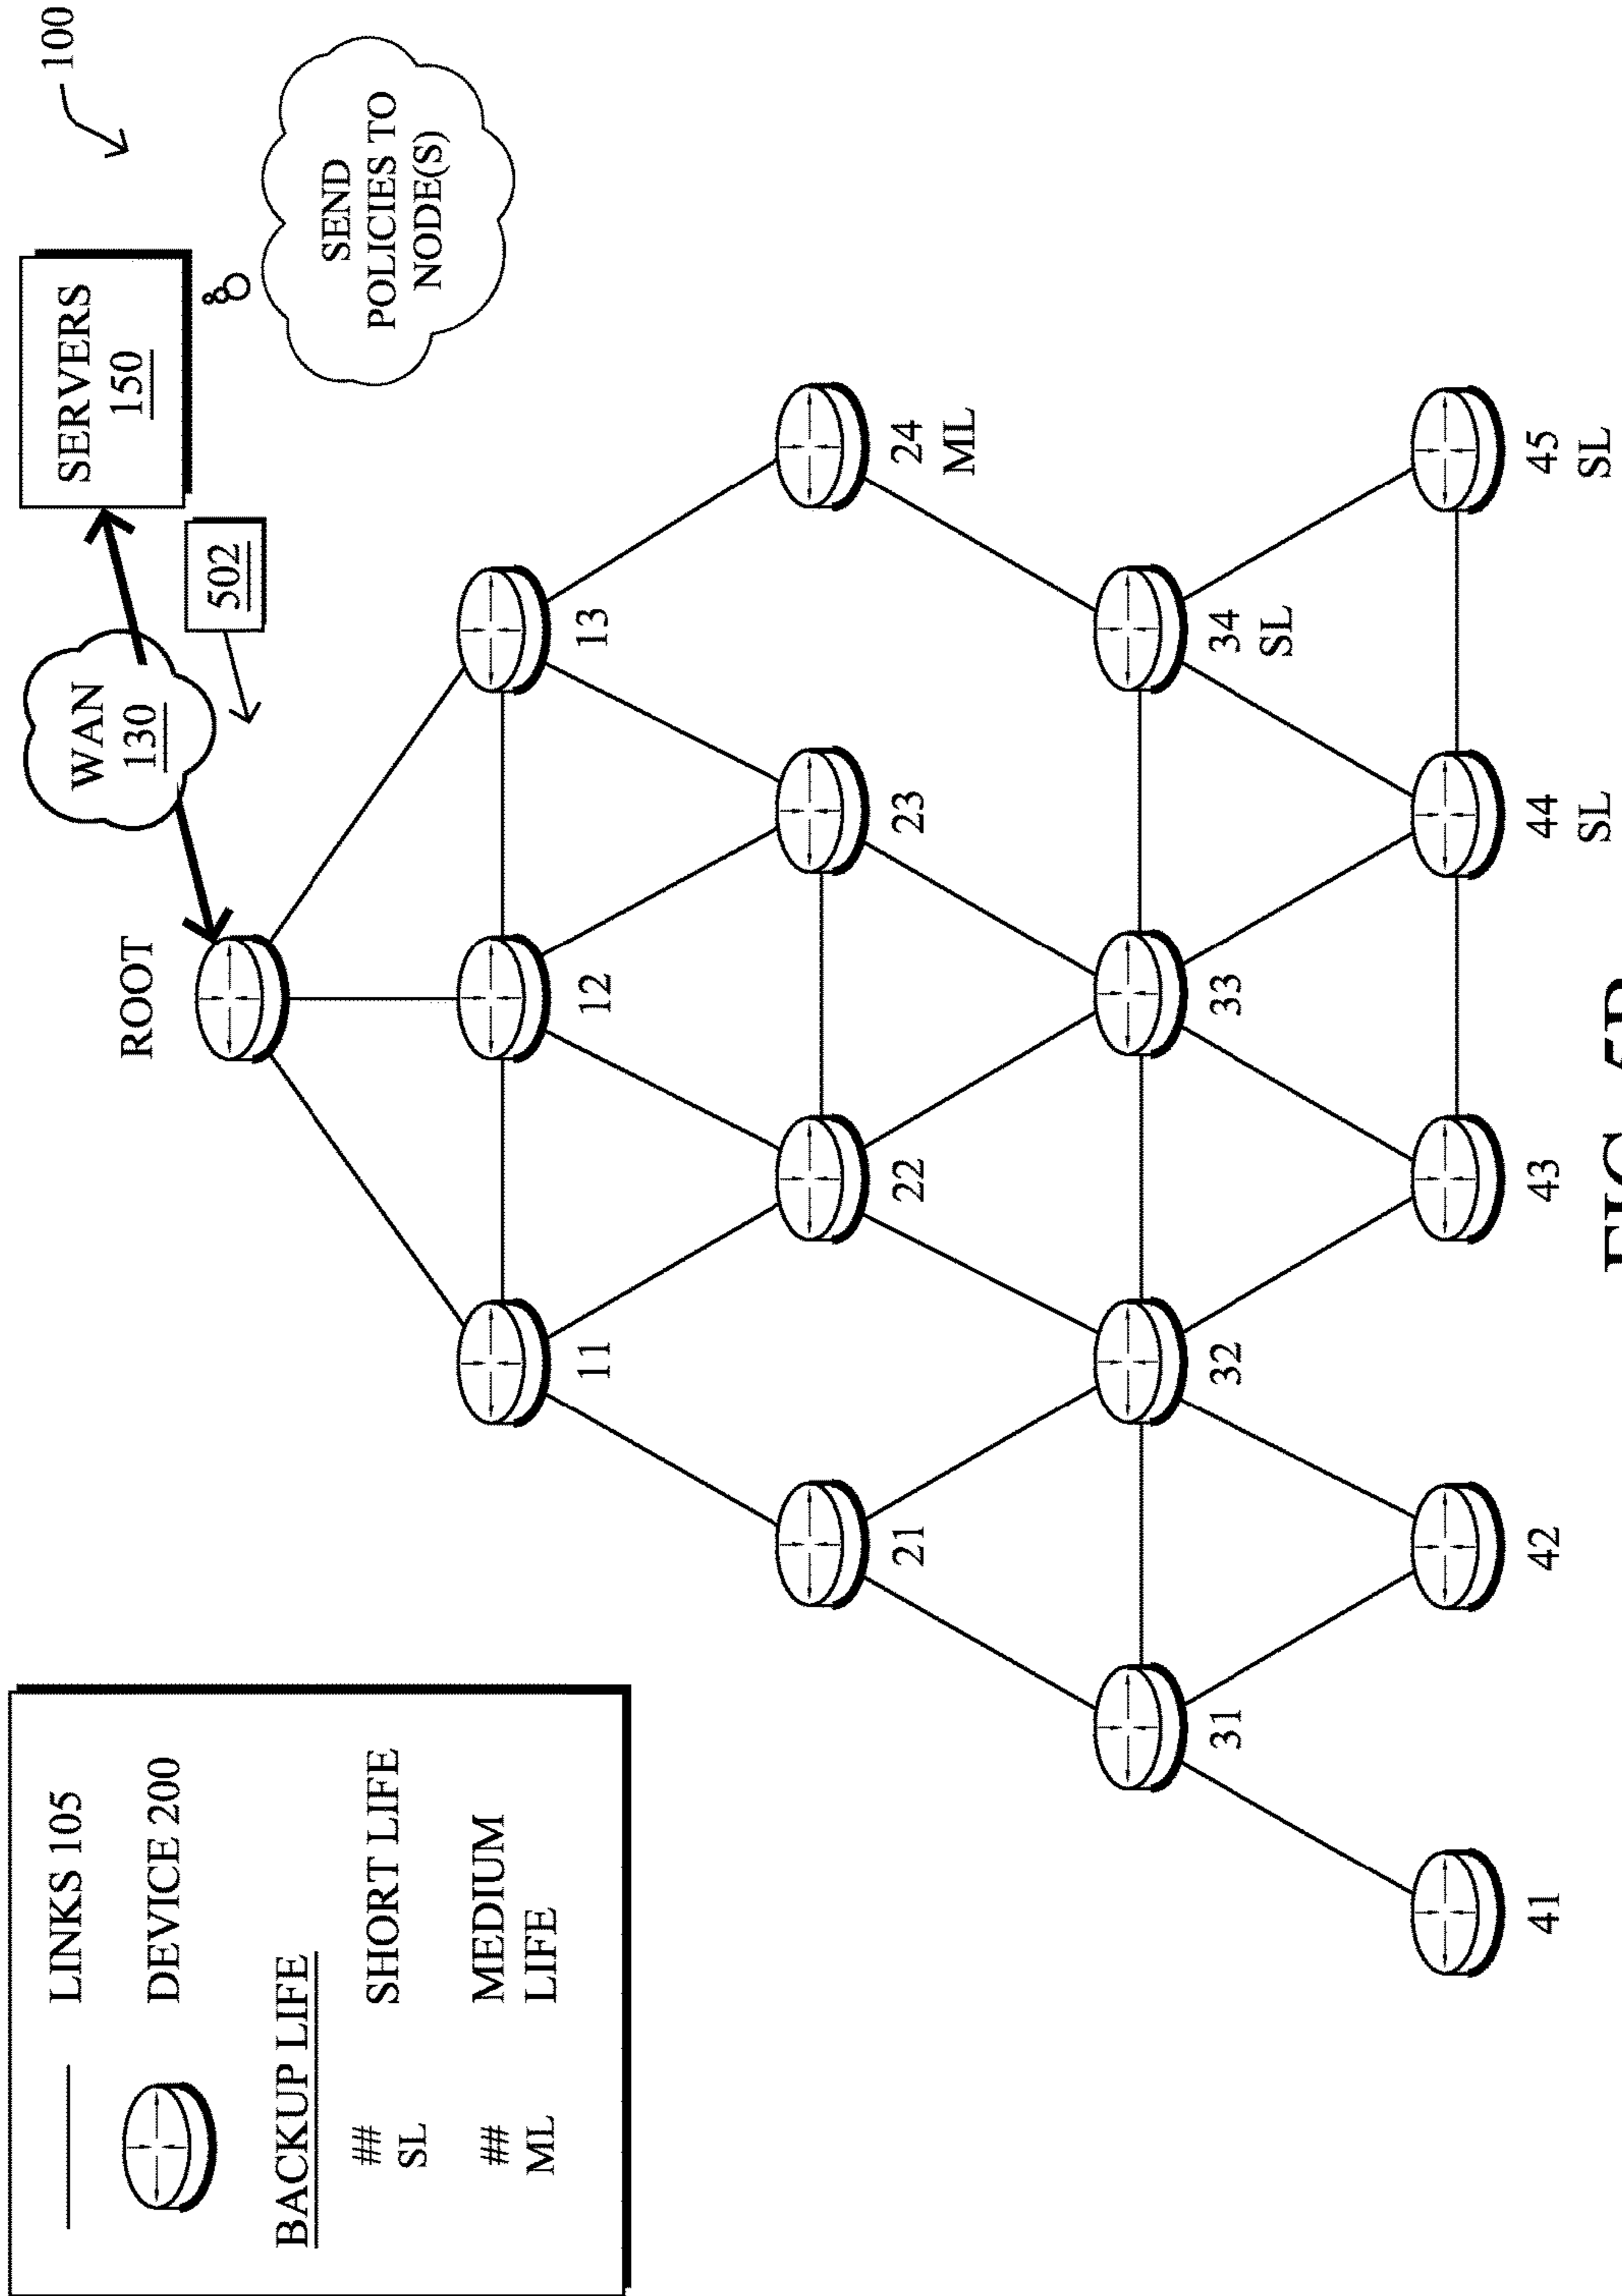 LINKS 105
DEVICE 200
BACKUP LIFE
##
SL
SHORT LIFE
##
ML
MEDIUM
LIFE
ROOT
WAN
130
SERVERS
150
100
502
SEND
POLICIES TO
NODE(S)
11
12
13
21
22
23
24
ML
31
32
33
34
SL
41
42
43
44
SL
45
SL
FIG